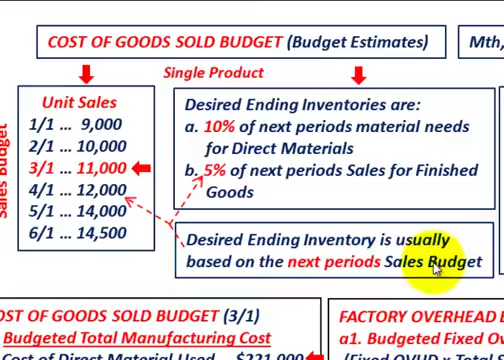 COST OF GOODS SOLD BUDGET (Budget Estimates)
Mth,
Single Product
Sales Budget
Unit Sales
1/1 ... 9,000
2/1 ... 10,000
3/1 ... 11,000
4/1 ... 12,000
5/1 ... 14,000
6/1 ... 14,500
Desired Ending Inventories are:
a. 10% of next periods material needs
for Direct Materials
b. 5% of next periods Sales for Finished
Goods
Desired Ending Inventory is usually
based on the next periods Sales Budget
OST OF GOODS SOLD BUDGET (3/1)
Budgeted Total Manufacturing Cost
Cost of Direct Material Used $221,000
FACTORY OVERHEAD
a1. Budgeted Fixed